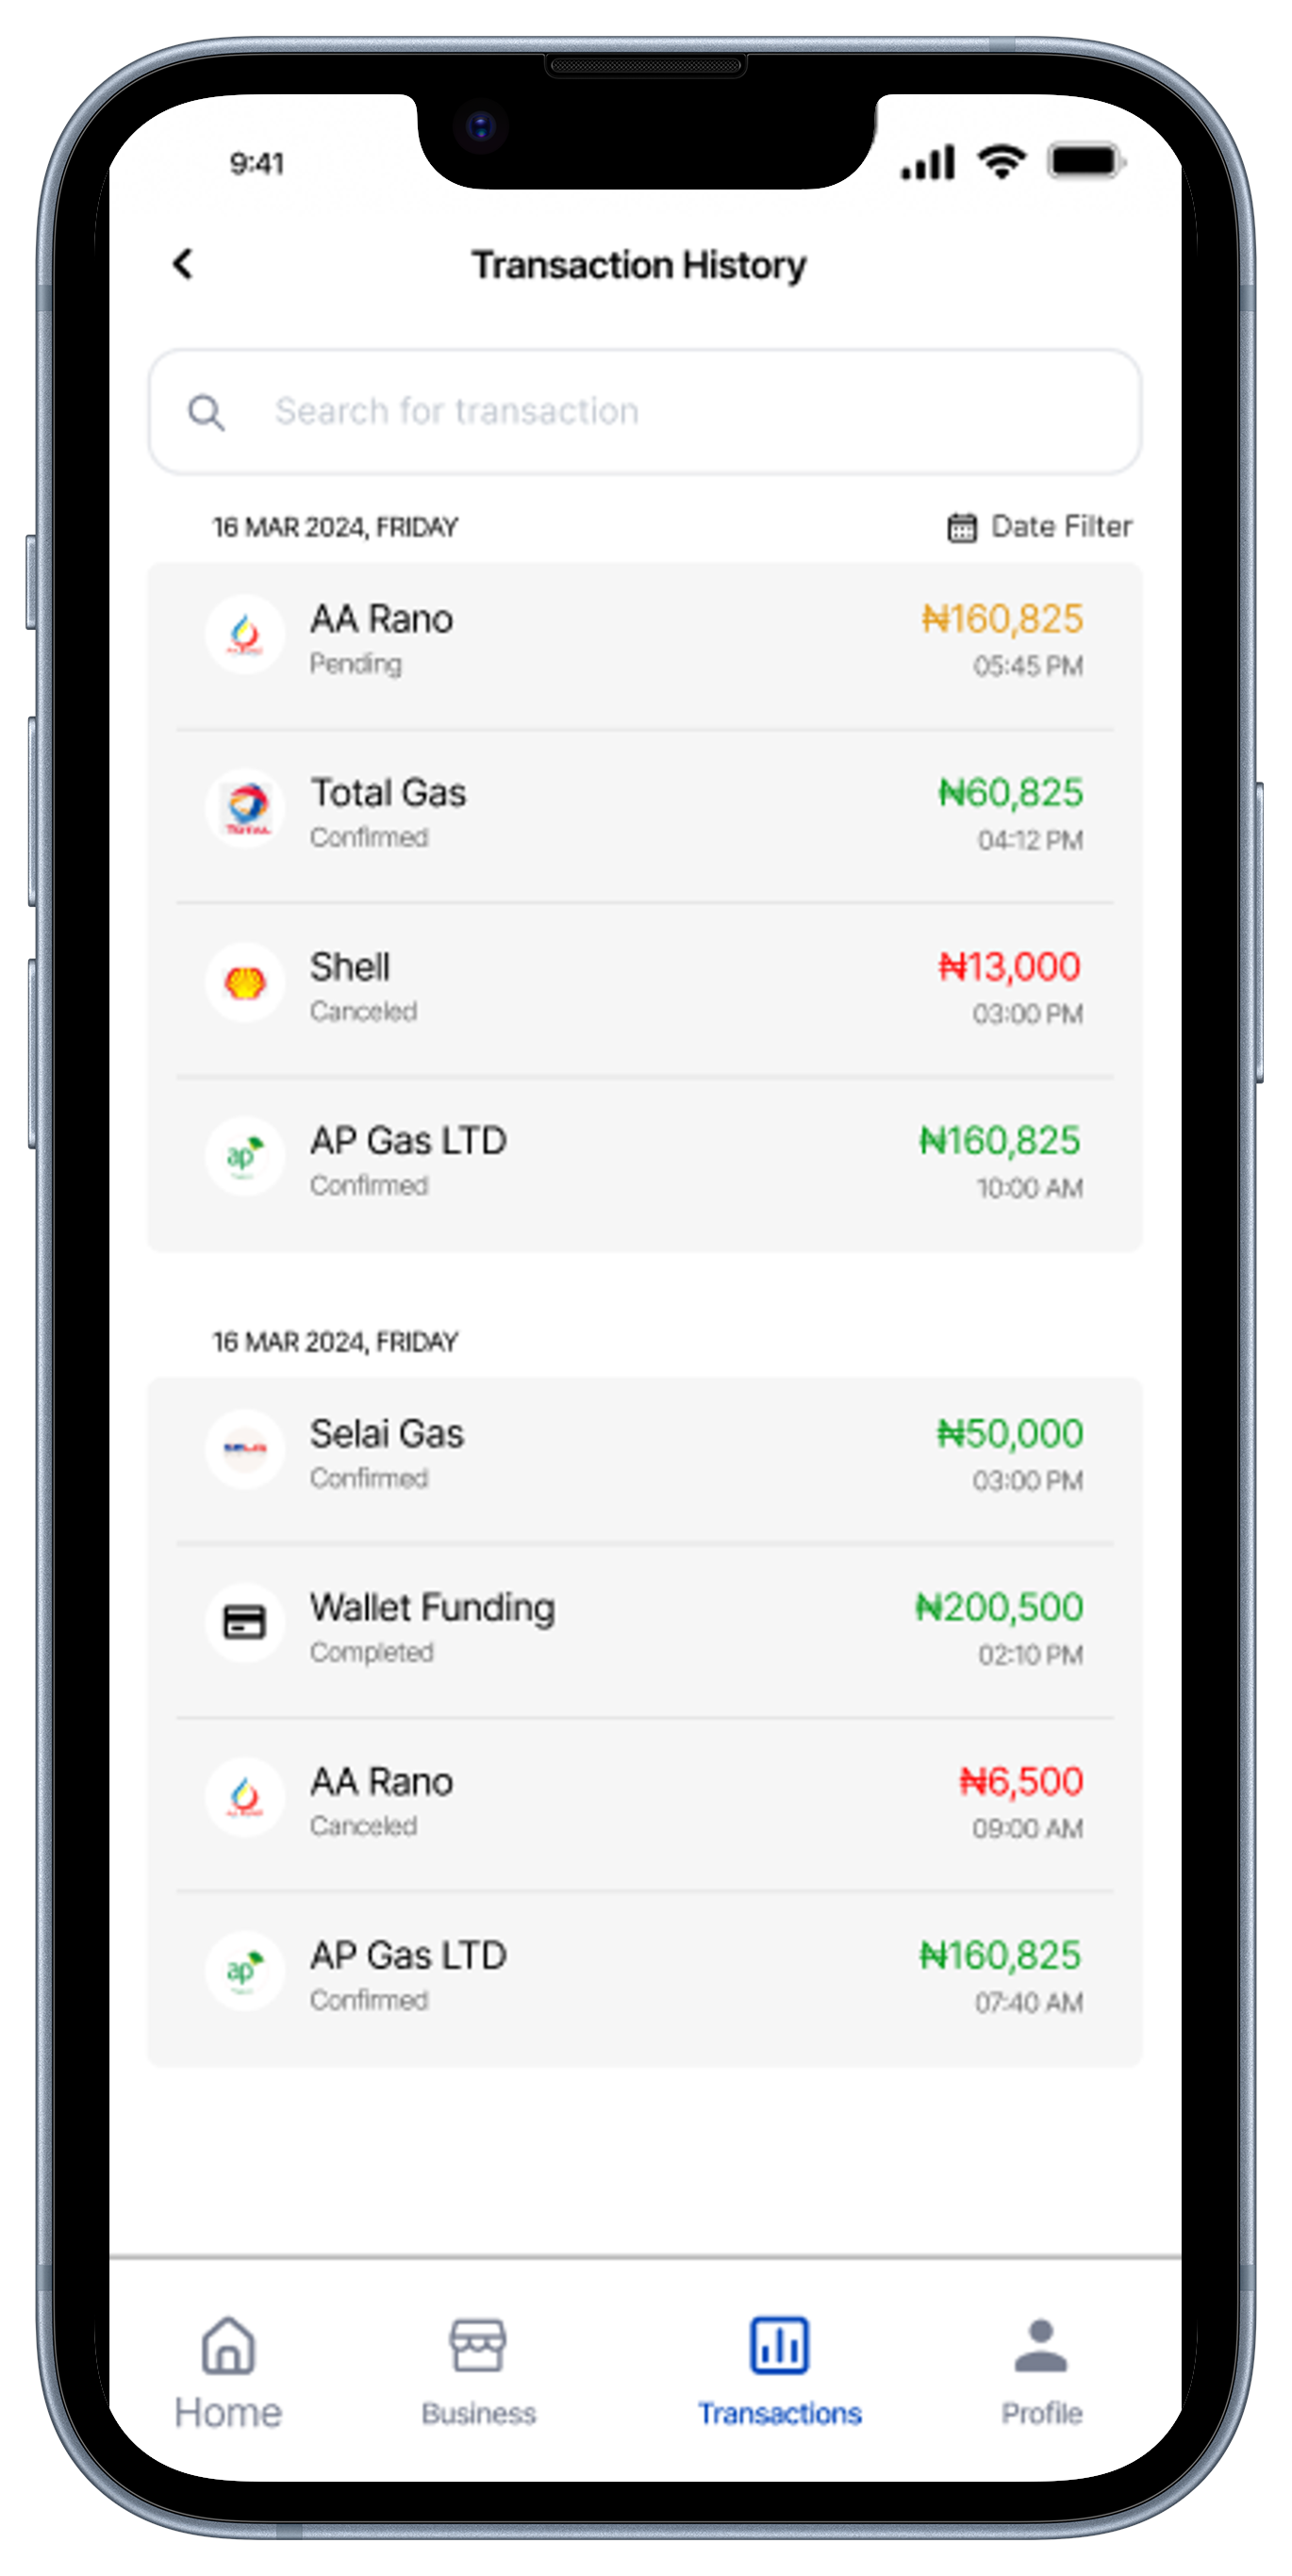 9:41
Transaction History
Search for transaction
16 MAR 2024, FRIDAY Date Filter
AA Rano ₦160,825
Pending 05:45 PM
TOTAL
Total Gas ₦60,825
Confirmed 04:12 PM
Shell ₦13,000
Canceled 03:00 PM
ap
AP Gas LTD ₦160,825
Confirmed 10:00 AM
16 MAR 2024, FRIDAY
Selai Gas ₦50,000
Confirmed 03:00 PM
Wallet Funding ₦200,500
Completed 02:10 PM
AA Rano ₦6,500
Canceled 09:00 AM
ap
AP Gas LTD ₦160,825
Confirmed 07:40 AM
Home Business Transactions Profile